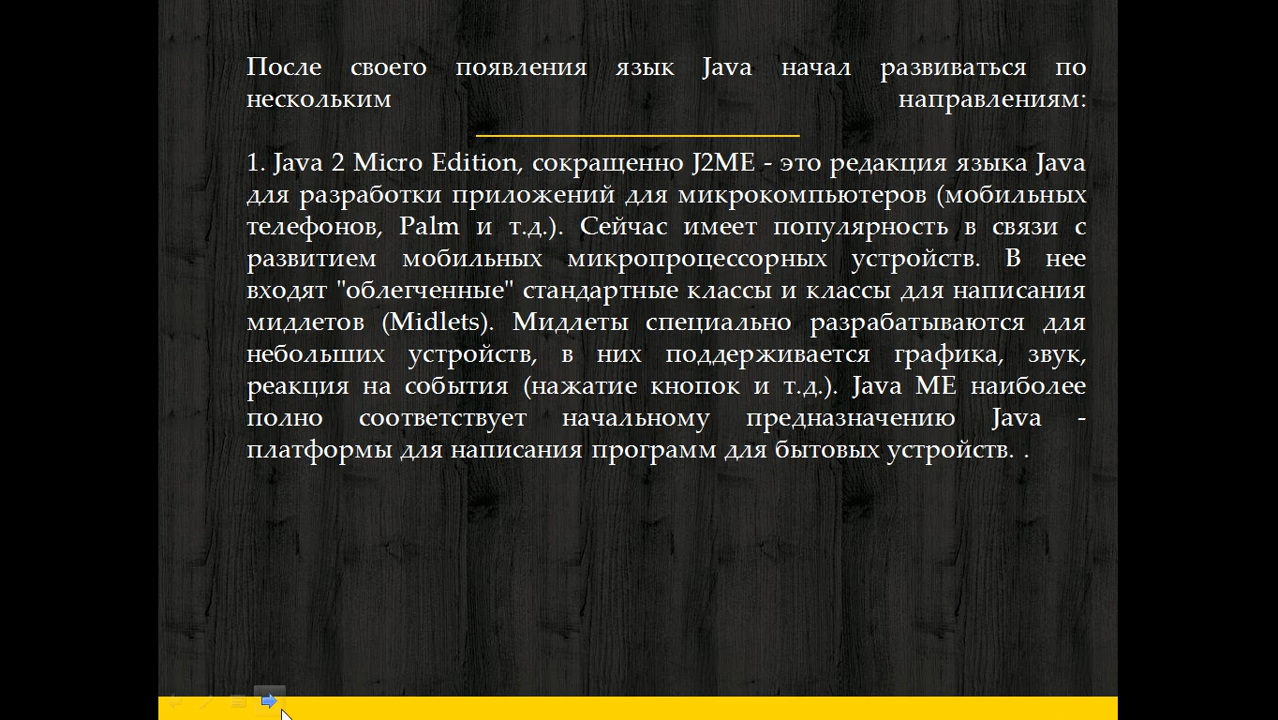 После своего появления язык Java начал развиваться по
нескольким направлениям:
1. Java 2 Micro Edition, сокращенно J2ME - это редакция языка Java
для разработки приложений для микрокомпьютеров (мобильных
телефонов, Palm и т.д.). Сейчас имеет популярность в связи с
развитием мобильных микропроцессорных устройств. В нее
входят "облегченные" стандартные классы и классы для написания
мидлетов (Midlets). Мидлеты специально разрабатываются для
небольших устройств, в них поддерживается графика, звук,
реакция на события (нажатие кнопок и т.д.). Java ME наиболее
полно соответствует начальному предназначению Java -
платформы для написания программ для бытовых устройств. .